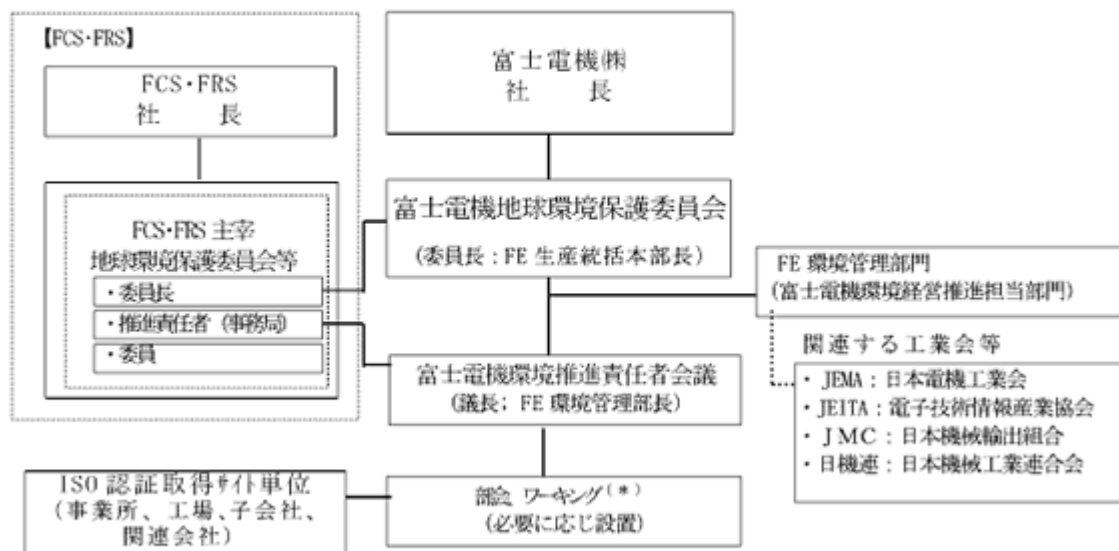 【FCS・FRS】
FCS・FRS
社 長
FCS・FRS 主宰
地球環境保護委員会等
・委員長
・推進責任者（事務局）
・委員
富士電機㈱
社 長
富士電機地球環境保護委員会
(委員長：FE 生産統括本部長)
富士電機環境推進責任者会議
(議長； FE 環境管理部長)
ISO 認証取得サイト単位
(事業所、工場、子会社、
関連会社)
部会 ワーキング(*)
(必要に応じ設置)
FE 環境管理部門
(富士電機環境経営推進担当部門)
関連する工業会等
・ JEMA：日本電機工業会
・JEITA：電子技術情報産業協会
・ＪＭＣ：日本機械輸出組合
・日機連：日本機械工業連合会